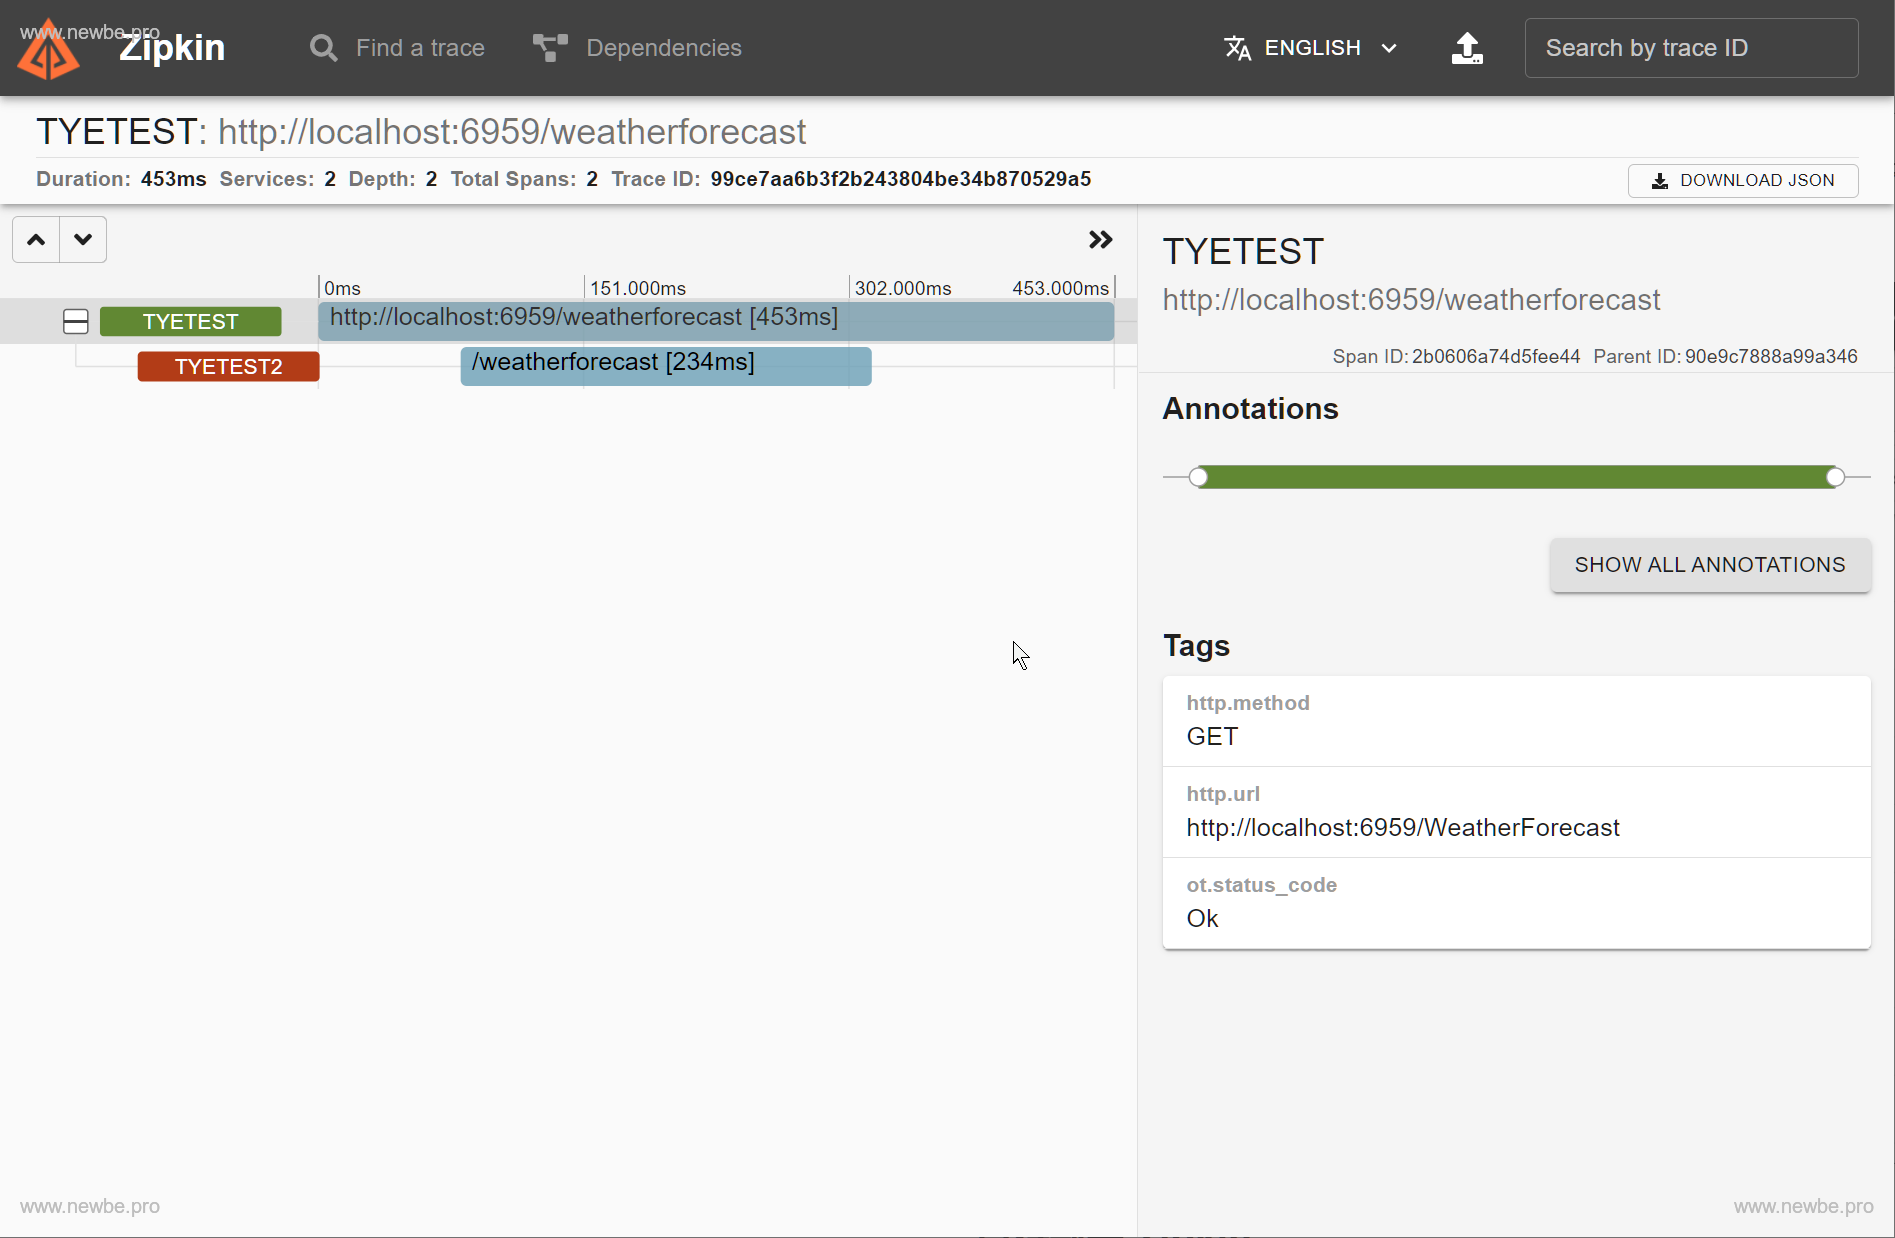 www.newbe.pro
Zipkin
Find a trace
Dependencies
ENGLISH
Search by trace ID
TYETEST: http://localhost:6959/weatherforecast
Duration: 453ms Services: 2 Depth: 2 Total Spans: 2 Trace ID: 99ce7aa6b3f2b243804be34b870529a5
DOWNLOAD JSON
0ms
151.000ms
302.000ms
453.000ms
TYETEST
http://localhost:6959/weatherforecast [453ms]
TYETEST2
/weatherforecast [234ms]
TYETEST
http://localhost:6959/weatherforecast
Span ID: 2b0606a74d5fee44 Parent ID: 90e9c7888a99a346
Annotations
SHOW ALL ANNOTATIONS
Tags
http.method
GET
http.url
http://localhost:6959/WeatherForecast
ot.status_code
Ok
www.newbe.pro
www.newbe.pro